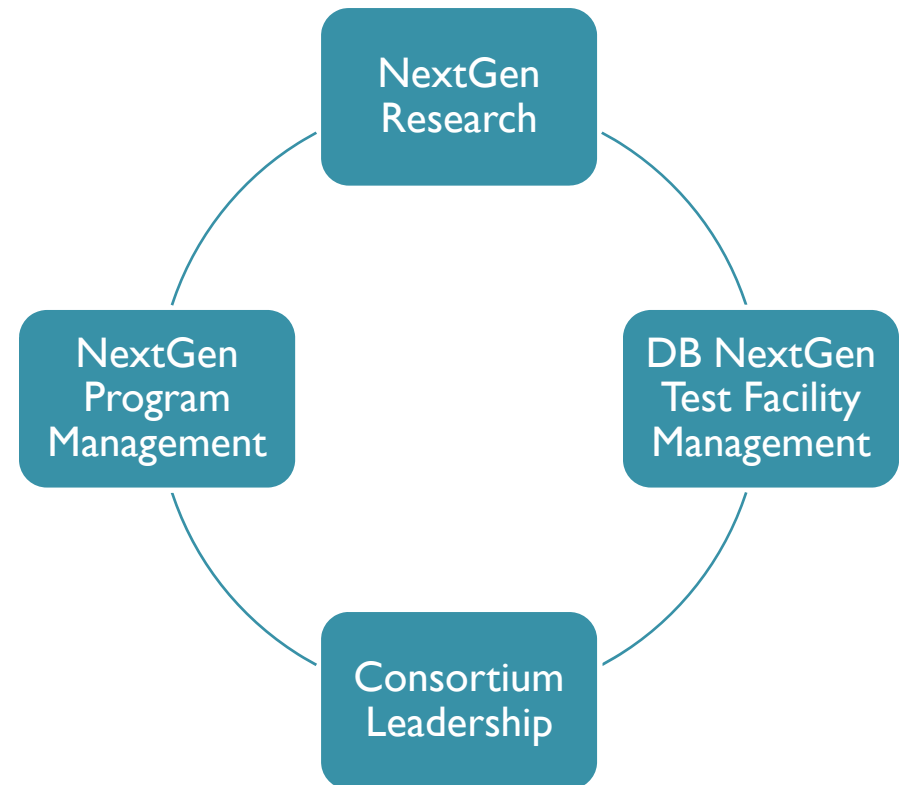 NextGen
Research
NextGen
Program
Management
DB NextGen
Test Facility
Management
Consortium
Leadership